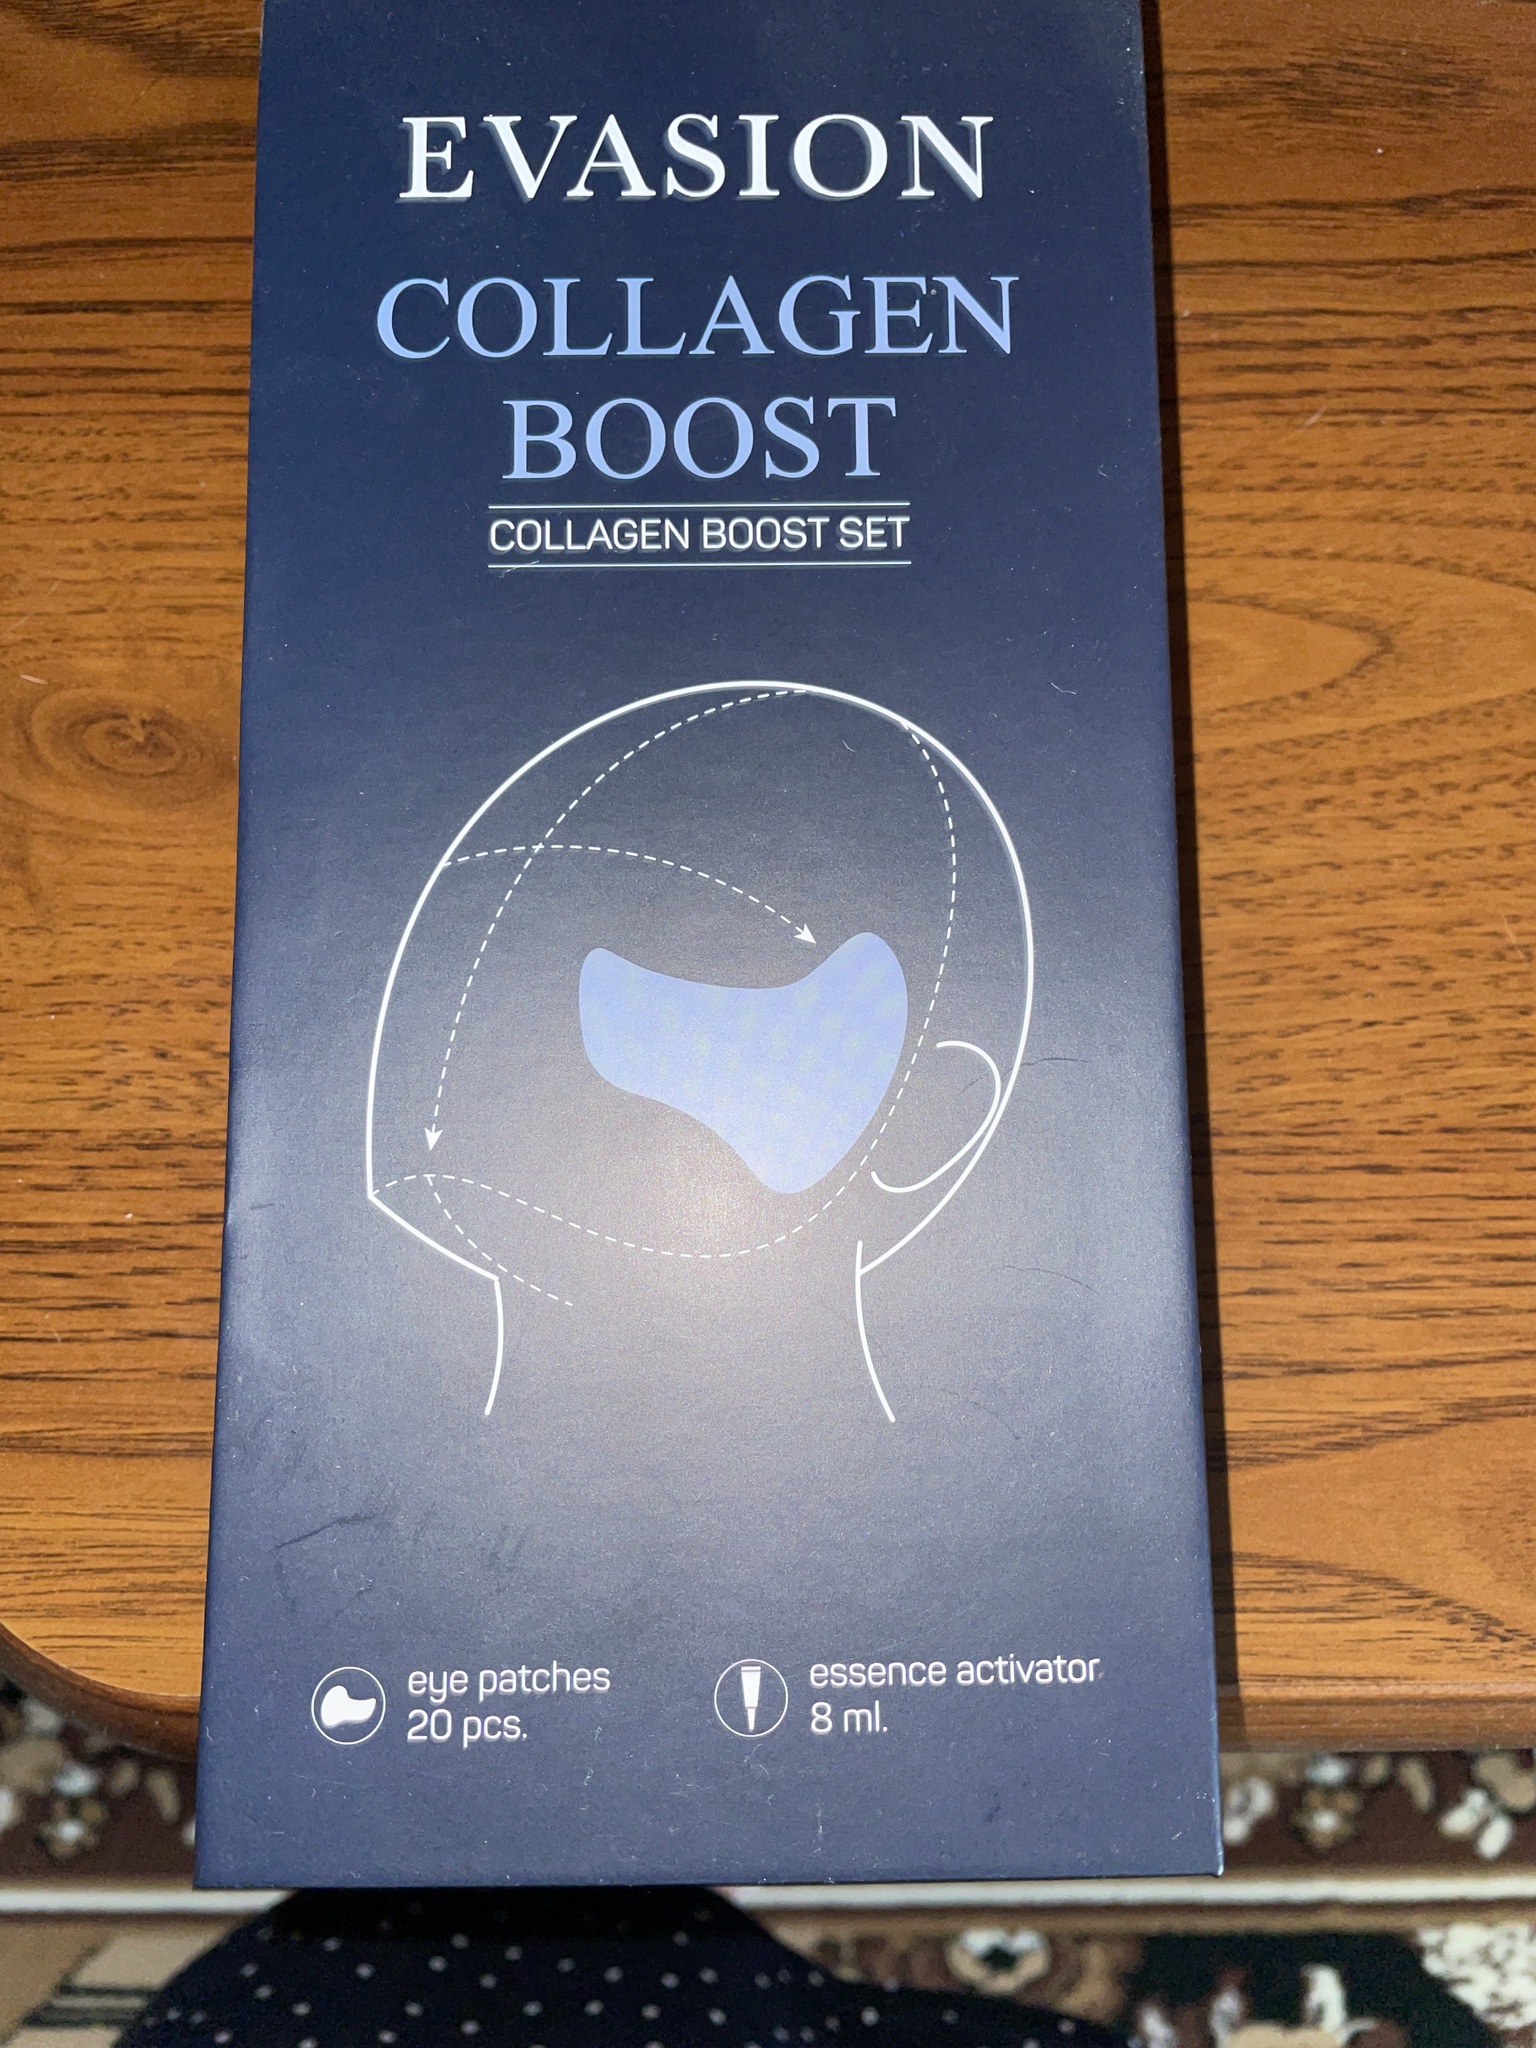 EVASION
COLLAGEN
BOOST
COLLAGEN BOOST SET
eye patches
20 pcs.
essence activator
8 ml.